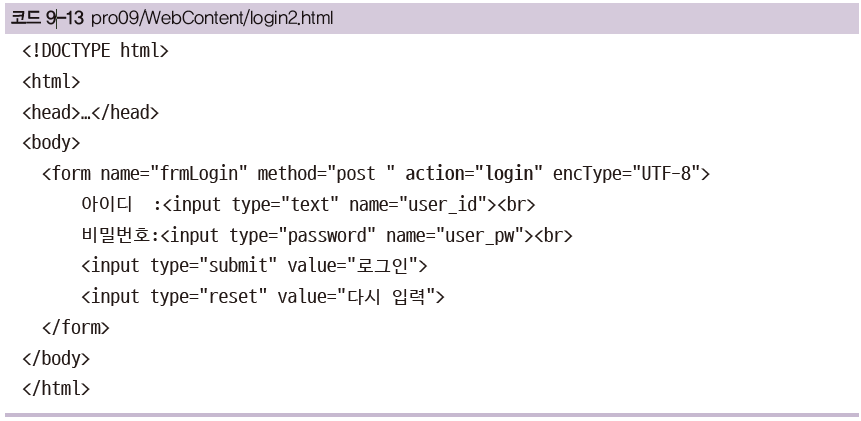 코드 9-13 pro09/WebContent/login2.html
<!DOCTYPE html>
<html>
<head>…</head>
<body>
  <form name="frmLogin" method="post " action="login" encType="UTF-8">
      아이디  :<input type="text" name="user_id"><br>
      비밀번호:<input type="password" name="user_pw"><br>
      <input type="submit" value="로그인">
      <input type="reset" value="다시 입력">
  </form>
</body>
</html>